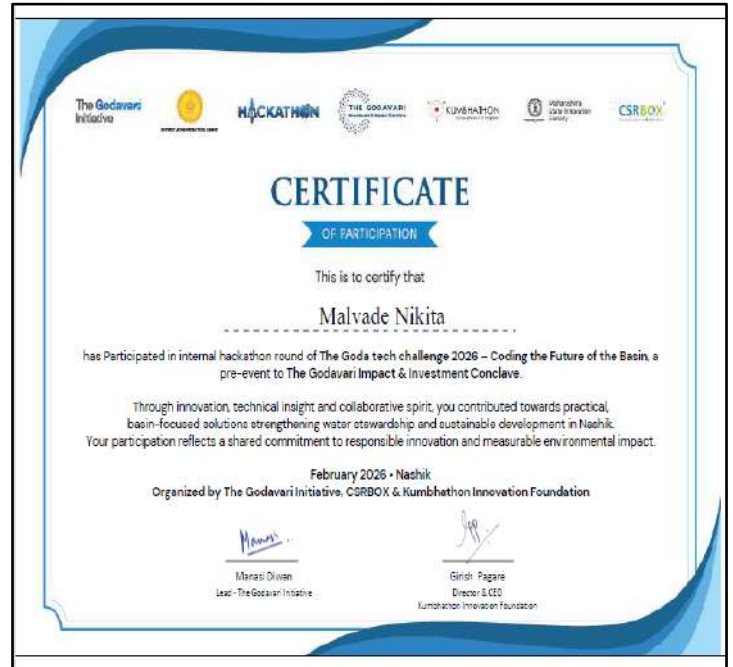 The Godavari
Initiative
HACKATHON
THE GODAVARI
KUMBHATHON
Maharashtra
State Innovation
Society
CSRBOX
CERTIFICATE
OF PARTICIPATION
This is to certify that
Malvade Nikita
has Participated in internal hackathon round of The Goda tech challenge 2026 – Coding the Future of the Basin, a
pre-event to The Godavari Impact & Investment Conclave.
Through innovation, technical insight and collaborative spirit, you contributed towards practical,
basin-focused solutions strengthening water stewardship and sustainable development in Nashik.
Your participation reflects a shared commitment to responsible innovation and measurable environmental impact.
February 2026 • Nashik
Organized by The Godavari Initiative, CSRBOX & Kumbhathon Innovation Foundation
Manasi Diwan
Lead - The Godavari Initiative
Girish Pagare
Director & CEO
Kumbhathon Innovation Foundation